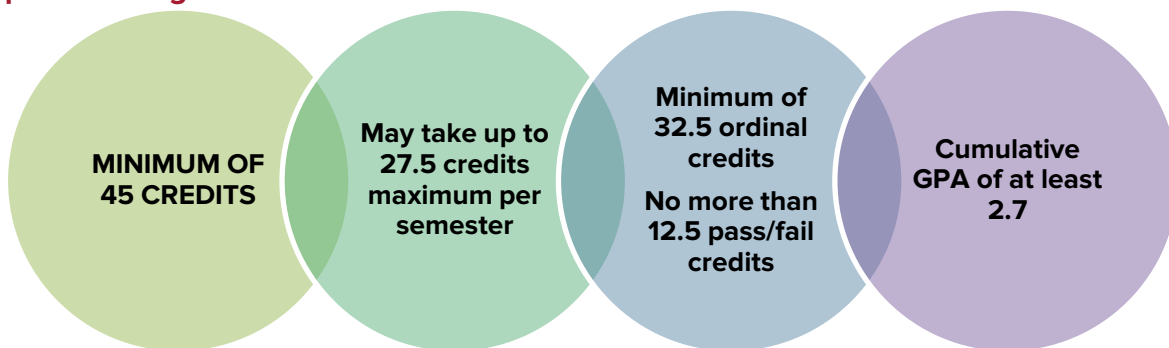 MINIMUM OF
45 CREDITS
May take up to
27.5 credits
maximum per
semester
Minimum of
32.5 ordinal
credits
No more than
12.5 pass/fail
credits
Cumulative
GPA of at least
2.7